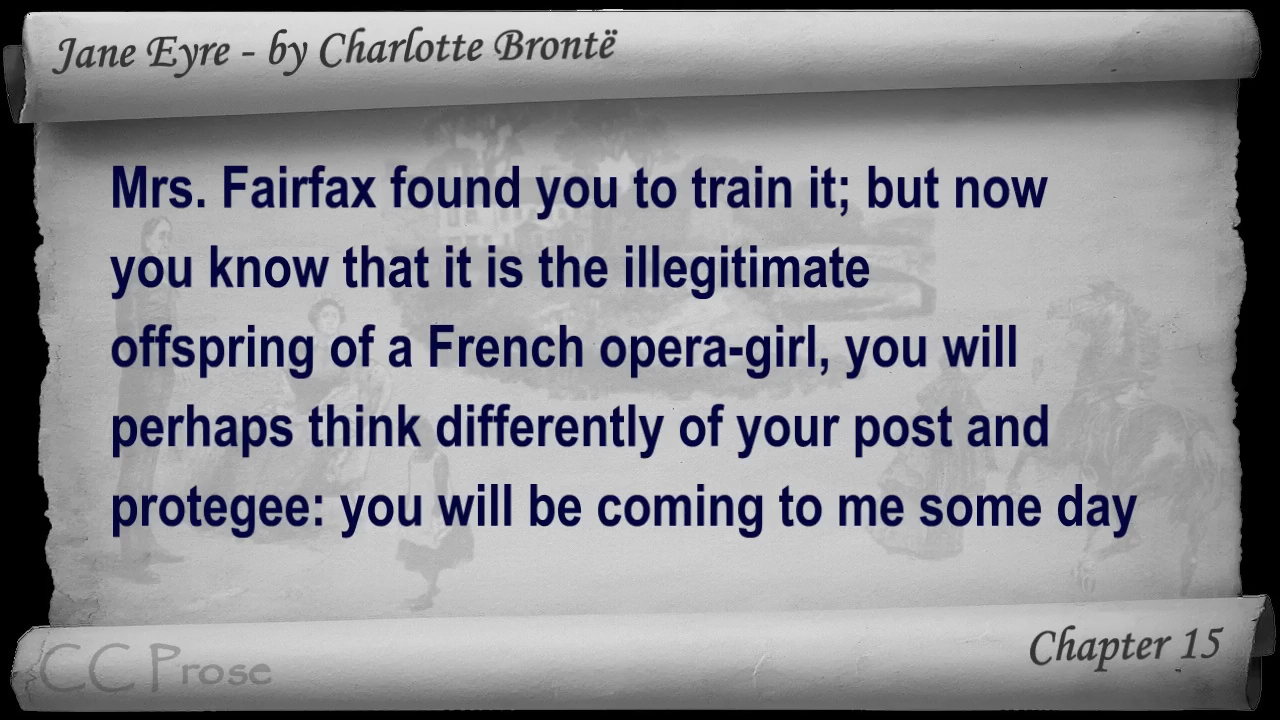 Jane Eyre - by Charlotte Brontë
Mrs. Fairfax found you to train it; but now
you know that it is the illegitimate
offspring of a French opera-girl, you will
perhaps think differently of your post and
protegee: you will be coming to me some day
Chapter 15
CC Prose